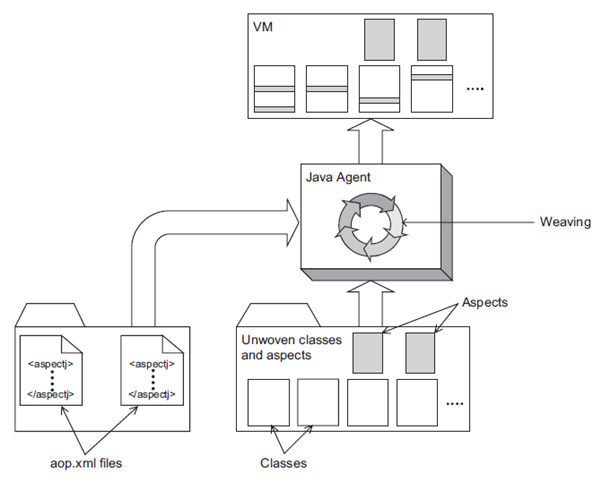 VM
....
Java Agent
Weaving
Aspects
Unwoven classes
and aspects
<aspectj>
</aspectj>
<aspectj>
</aspectj>
....
aop.xml files
Classes